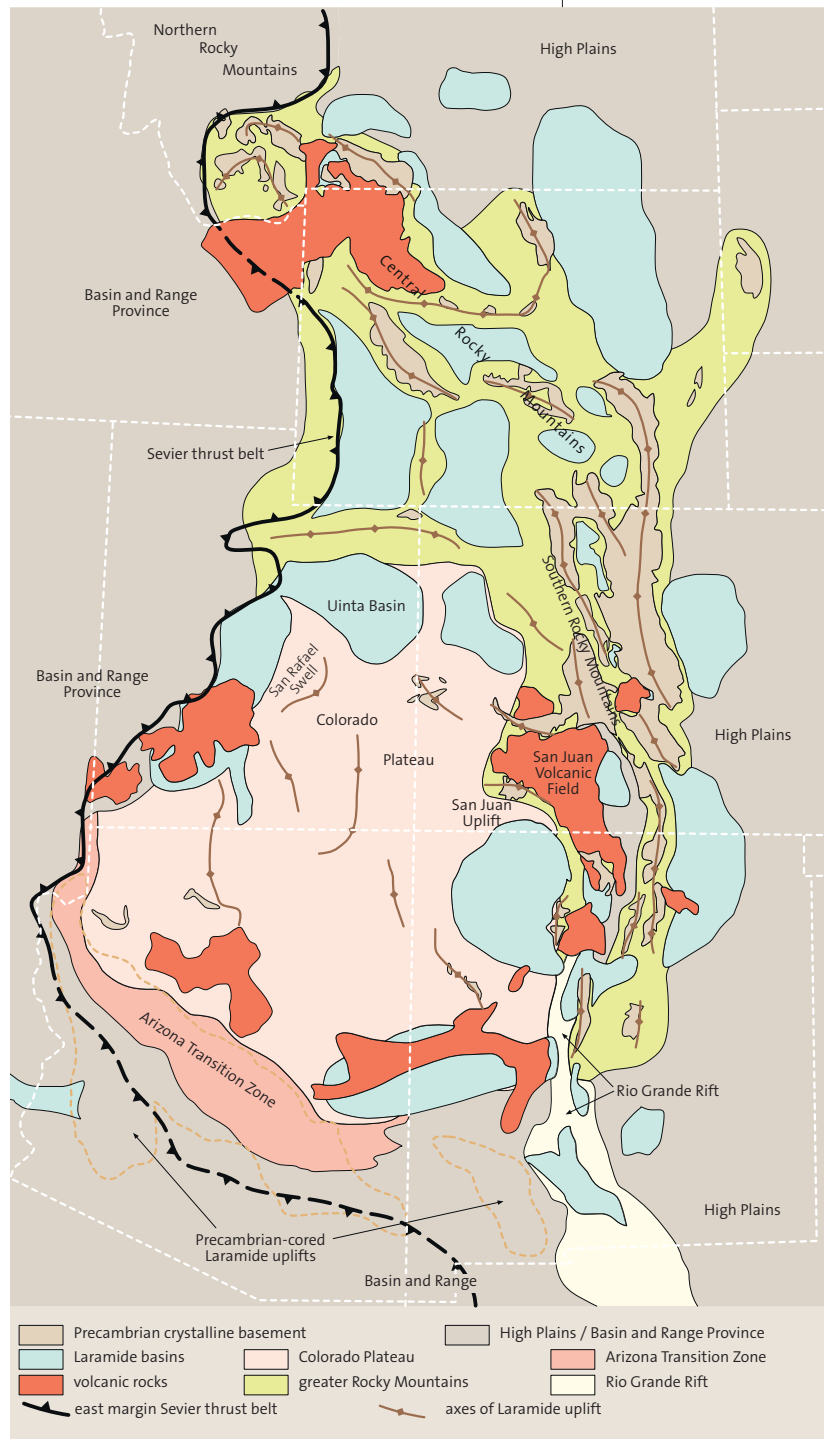 Northern
Rocky
Mountains
High Plains
Central
Basin and Range
Province
Rocky
Mountains
Sevier thrust belt
Uinta Basin
Southern Rocky Mountains
San Rafael
Swell
Basin and Range
Province
Colorado
Plateau
High Plains
San Juan
Volcanic
Field
San Juan
Uplift
Arizona Transition Zone
Rio Grande Rift
High Plains
Precambrian-cored
Laramide uplifts
Basin and Range
Precambrian crystalline basement
High Plains / Basin and Range Province
Laramide basins
Colorado Plateau
Arizona Transition Zone
volcanic rocks
greater Rocky Mountains
Rio Grande Rift
east margin Sevier thrust belt
axes of Laramide uplift